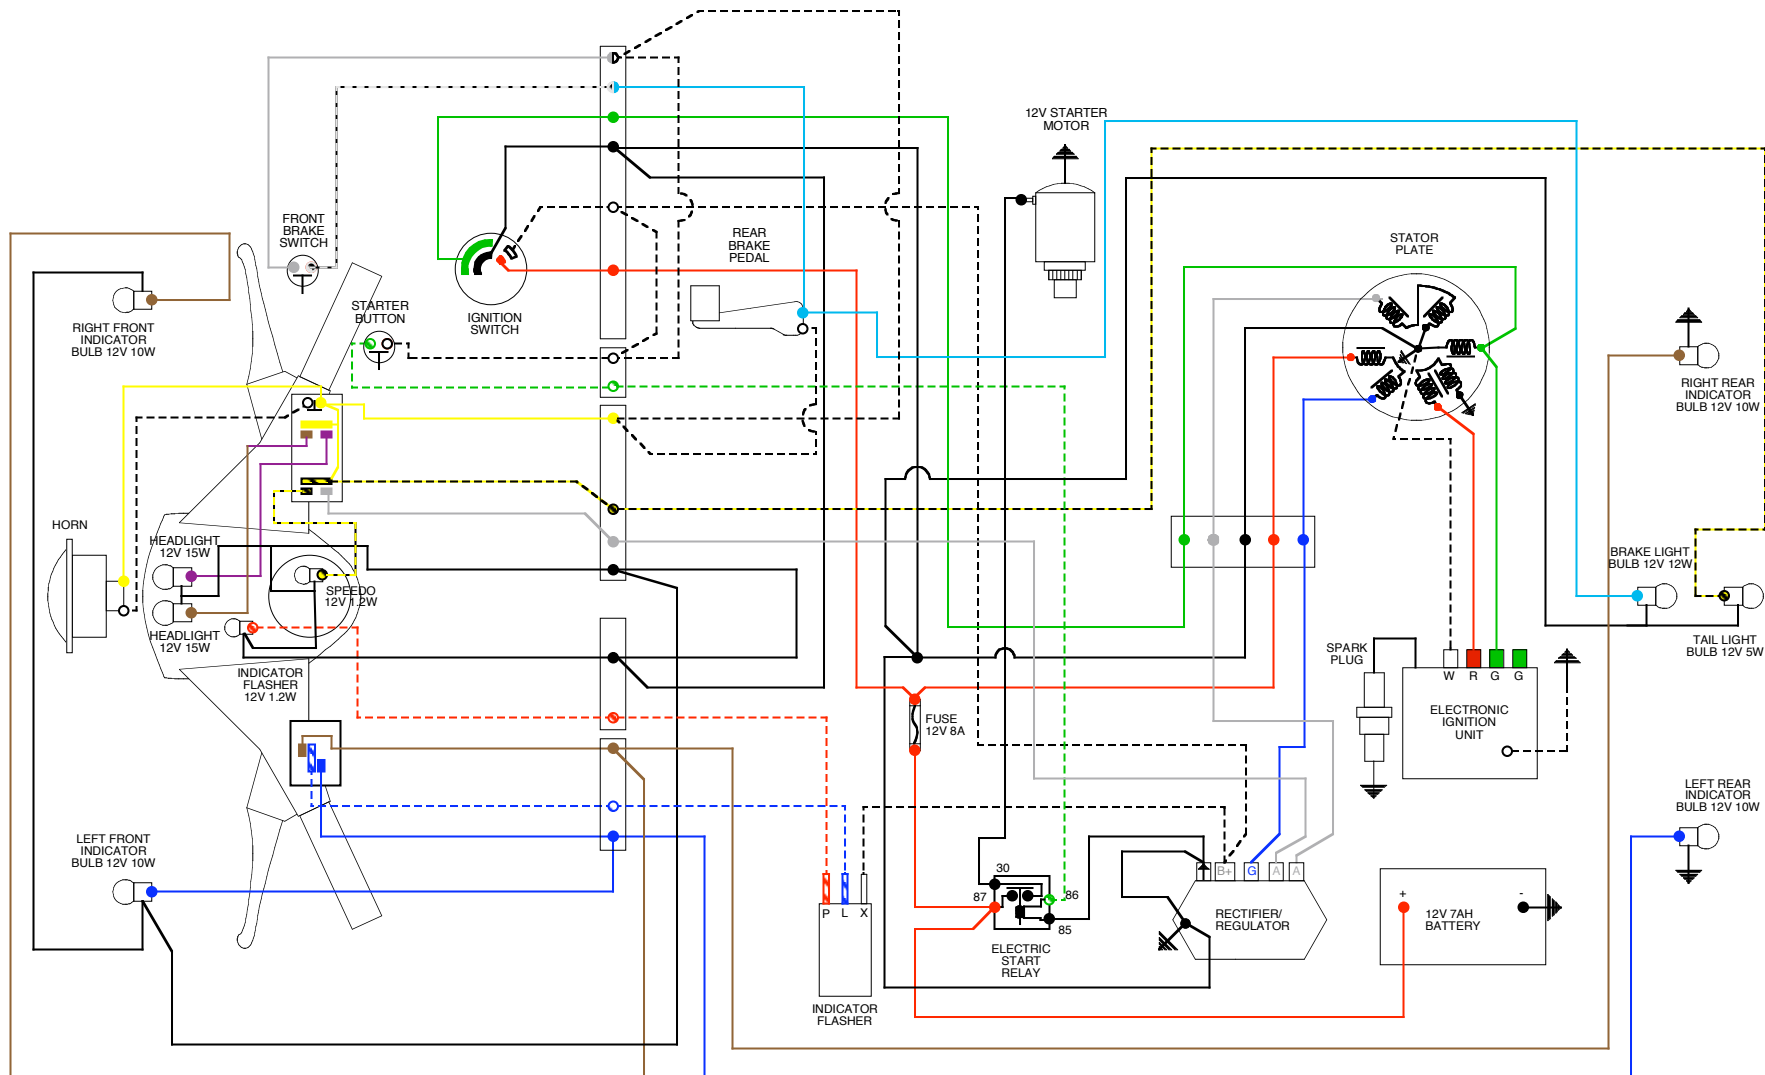 12V STARTER
MOTOR
FRONT
BRAKE
SWITCH
REAR
BRAKE
PEDAL
STATOR
PLATE
STARTER
BUTTON
IGNITION
SWITCH
RIGHT FRONT
INDICATOR
BULB 12V 10W
RIGHT REAR
INDICATOR
BULB 12V 10W
HORN
HEADLIGHT
12V 15W
SPEEDO
12V 1.2W
HEADLIGHT
12V 15W
INDICATOR
FLASHER
12V 1.2W
BRAKE LIGHT
BULB 12V 12W
TAIL LIGHT
BULB 12V 5W
SPARK
PLUG
W R G G
ELECTRONIC
IGNITION
UNIT
FUSE
12V 8A
LEFT REAR
INDICATOR
BULB 12V 10W
LEFT FRONT
INDICATOR
BULB 12V 10W
30
87
86
85
ELECTRIC
START
RELAY
B+ G A A
RECTIFIER/
REGULATOR
+ -
12V 7AH
BATTERY
P L X
INDICATOR
FLASHER